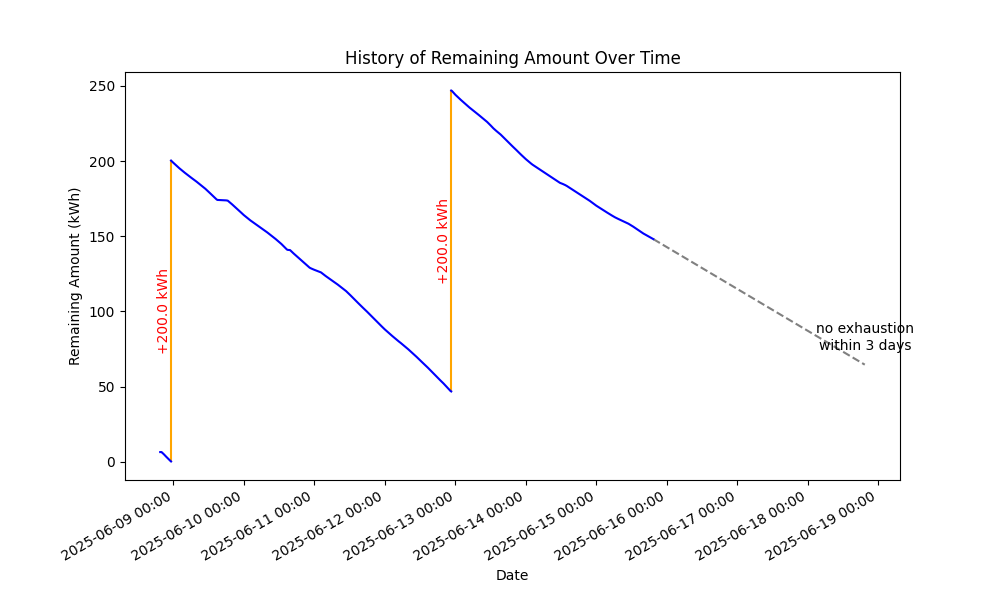 History of Remaining Amount Over Time
Remaining Amount (kWh)
250
200
150
100
50
0
+200.0 kWh
+200.0 kWh
no exhaustion
within 3 days
2025-06-09 00:00
2025-06-10 00:00
2025-06-11 00:00
2025-06-12 00:00
2025-06-13 00:00
2025-06-14 00:00
2025-06-15 00:00
2025-06-16 00:00
2025-06-17 00:00
2025-06-18 00:00
2025-06-19 00:00
Date